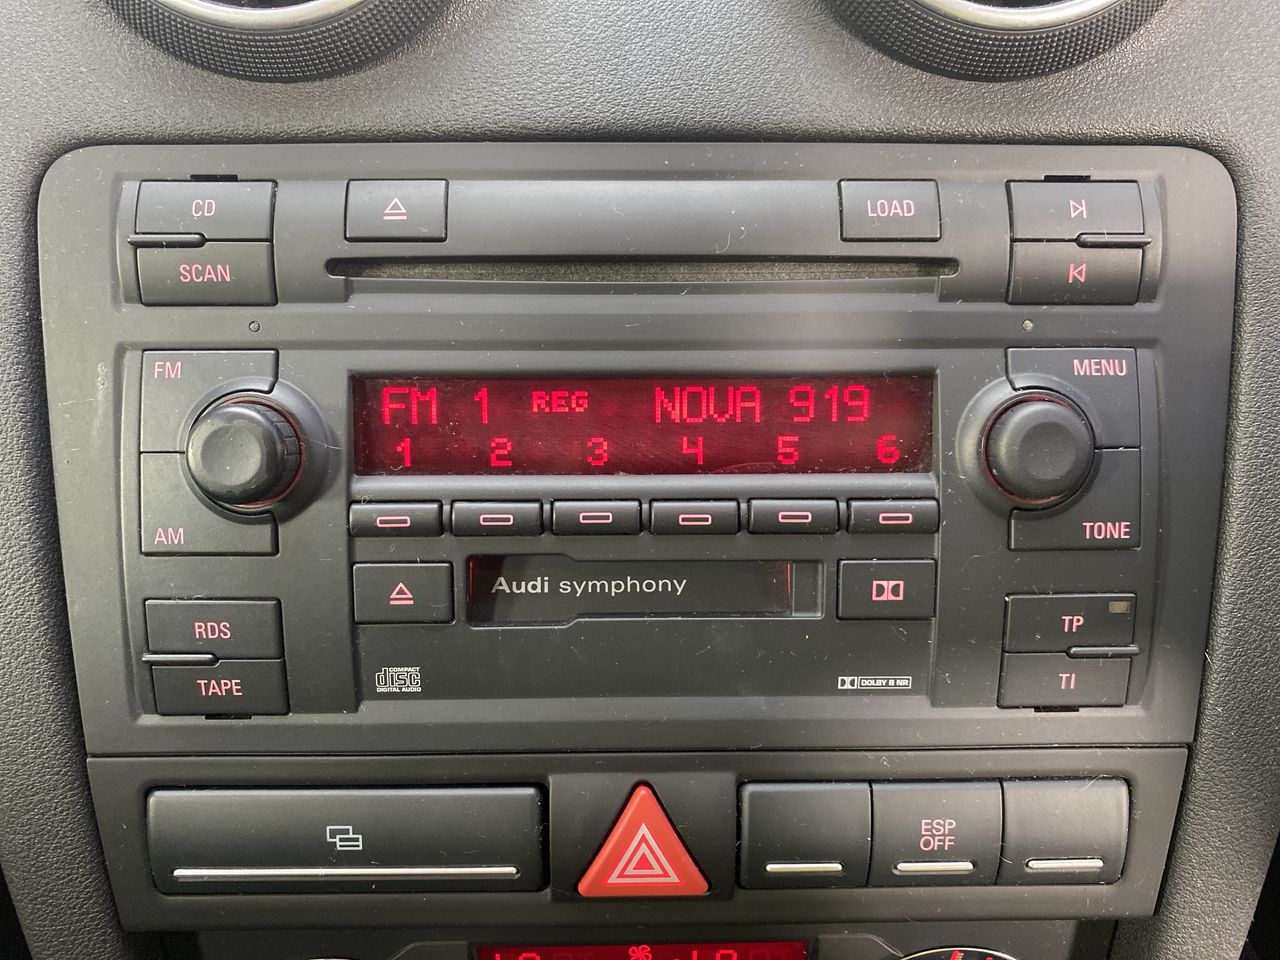 CD
LOAD
SCAN
FM
MENU
FM 1 REG NOVA 919
1 2 3 4 5 6
AM
TONE
Audi symphony
RDS
TP
TAPE
TI
COMPACT
disc
DIGITAL AUDIO
DOLBY B NR
ESP
OFF